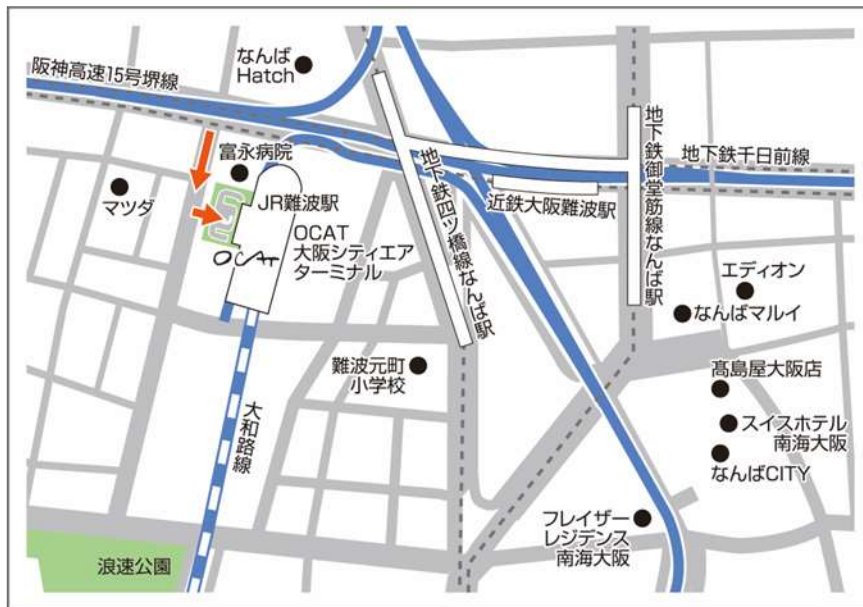 阪神高速15号堺線
なんば
Hatch
富永病院
マツダ
JR難波駅
OCAT
OCAT
大阪シティエア
ターミナル
地下鉄四ツ橋線なんば駅
近鉄大阪難波駅
地下鉄御堂筋線なんば駅
地下鉄千日前線
エディオン
なんばマルイ
難波元町
小学校
髙島屋大阪店
スイスホテル
南海大阪
なんばCITY
大和路線
フレイザー
レジデンス
南海大阪
浪速公園